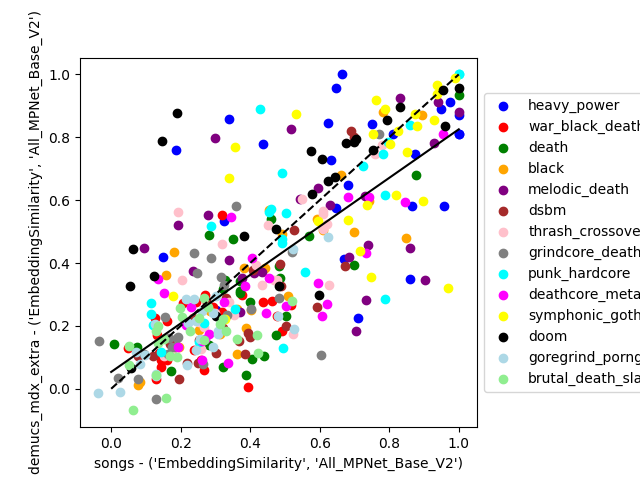 demucs_mdx_extra - ('EmbeddingSimilarity', 'All_MPNet_Base_V2')
1.0
0.8
0.6
0.4
0.2
0.0
0.0 0.2 0.4 0.6 0.8 1.0
songs - ('EmbeddingSimilarity', 'All_MPNet_Base_V2')
heavy_power
war_black_death
death
black
melodic_death
dsbm
thrash_crossove
grindcore_death
punk_hardcore
deathcore_meta
symphonic_goth
doom
goregrind_porng
brutal_death_sla